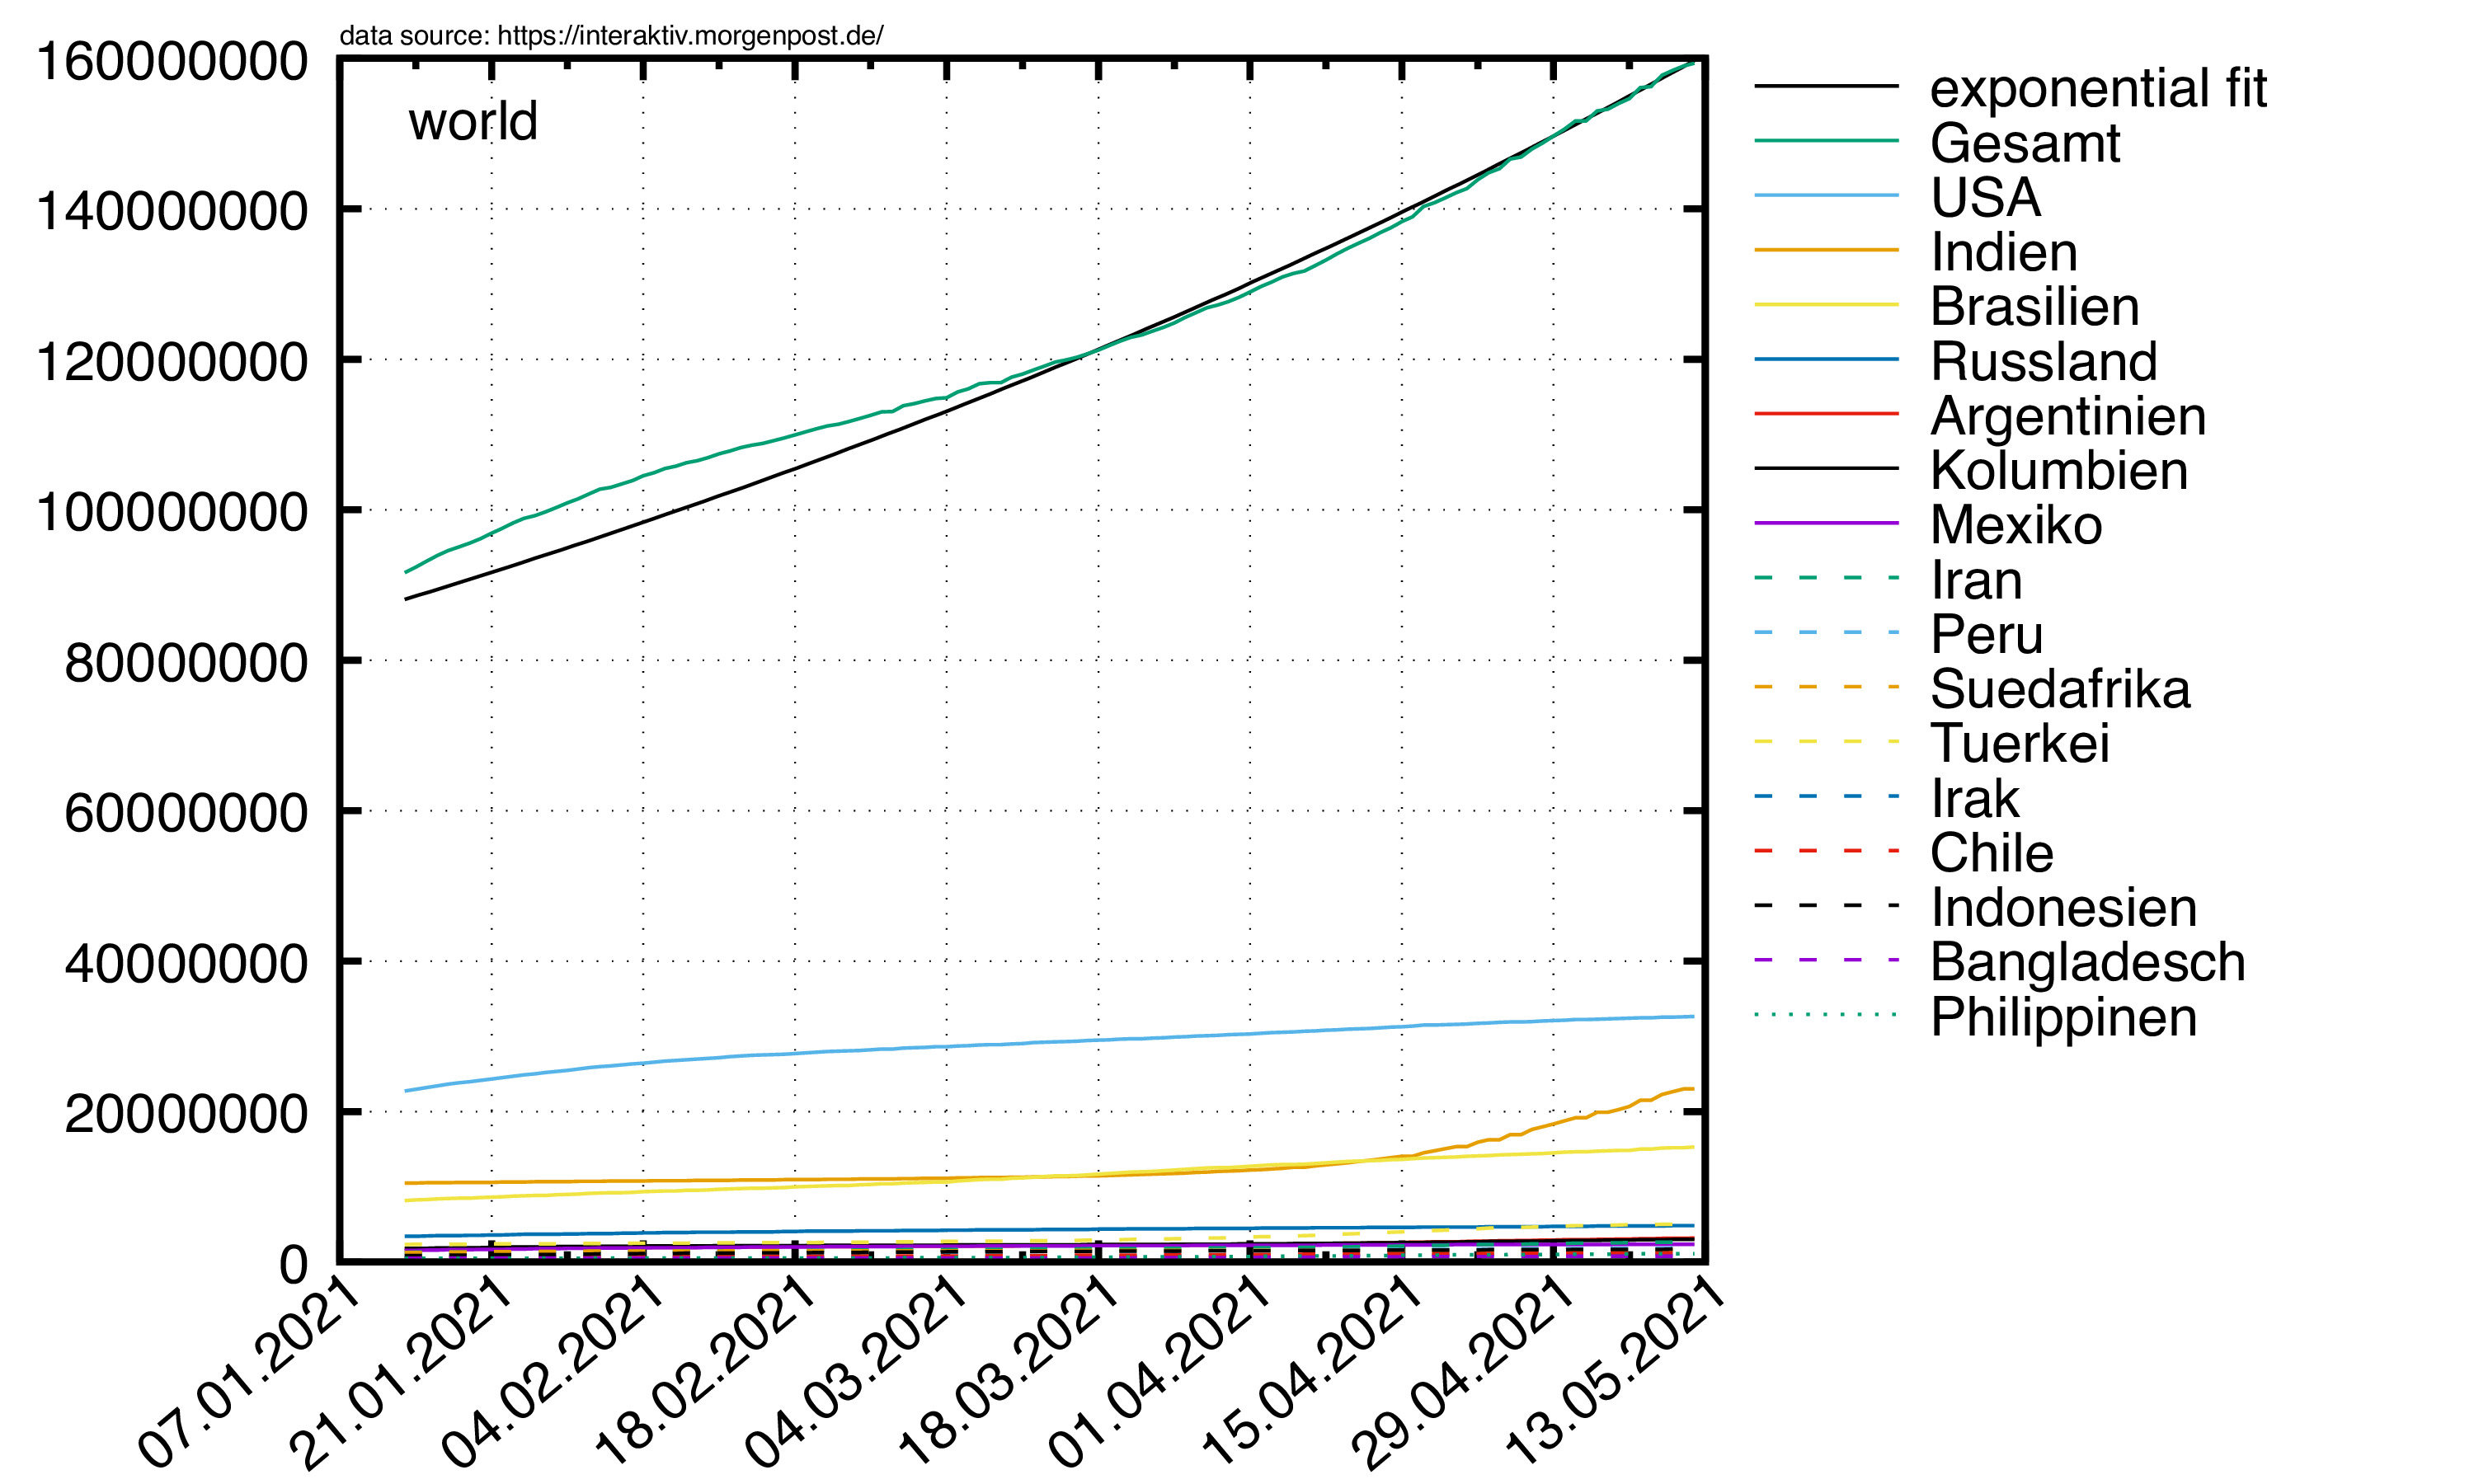 data source: https://interaktiv.morgenpost.de/
160000000
140000000
120000000
100000000
80000000
60000000
40000000
20000000
0
world
07.01.2021
21.01.2021
04.02.2021
18.02.2021
04.03.2021
18.03.2021
01.04.2021
15.04.2021
29.04.2021
13.05.2021
exponential fit
Gesamt
USA
Indien
Brasilien
Russland
Argentinien
Kolumbien
Mexiko
Iran
Peru
Suedafrika
Tuerkei
Irak
Chile
Indonesien
Bangladesch
Philippinen